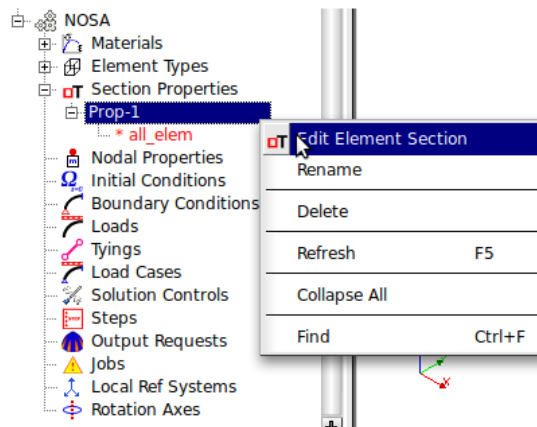 NOSA
Materials
Element Types
Section Properties
Prop-1
* all_elem
Nodal Properties
Initial Conditions
Boundary Conditions
Loads
Tyings
Load Cases
Solution Controls
Steps
Output Requests
Jobs
Local Ref Systems
Rotation Axes
Edit Element Section
Rename
Delete
Refresh F5
Collapse All
Find Ctrl+F